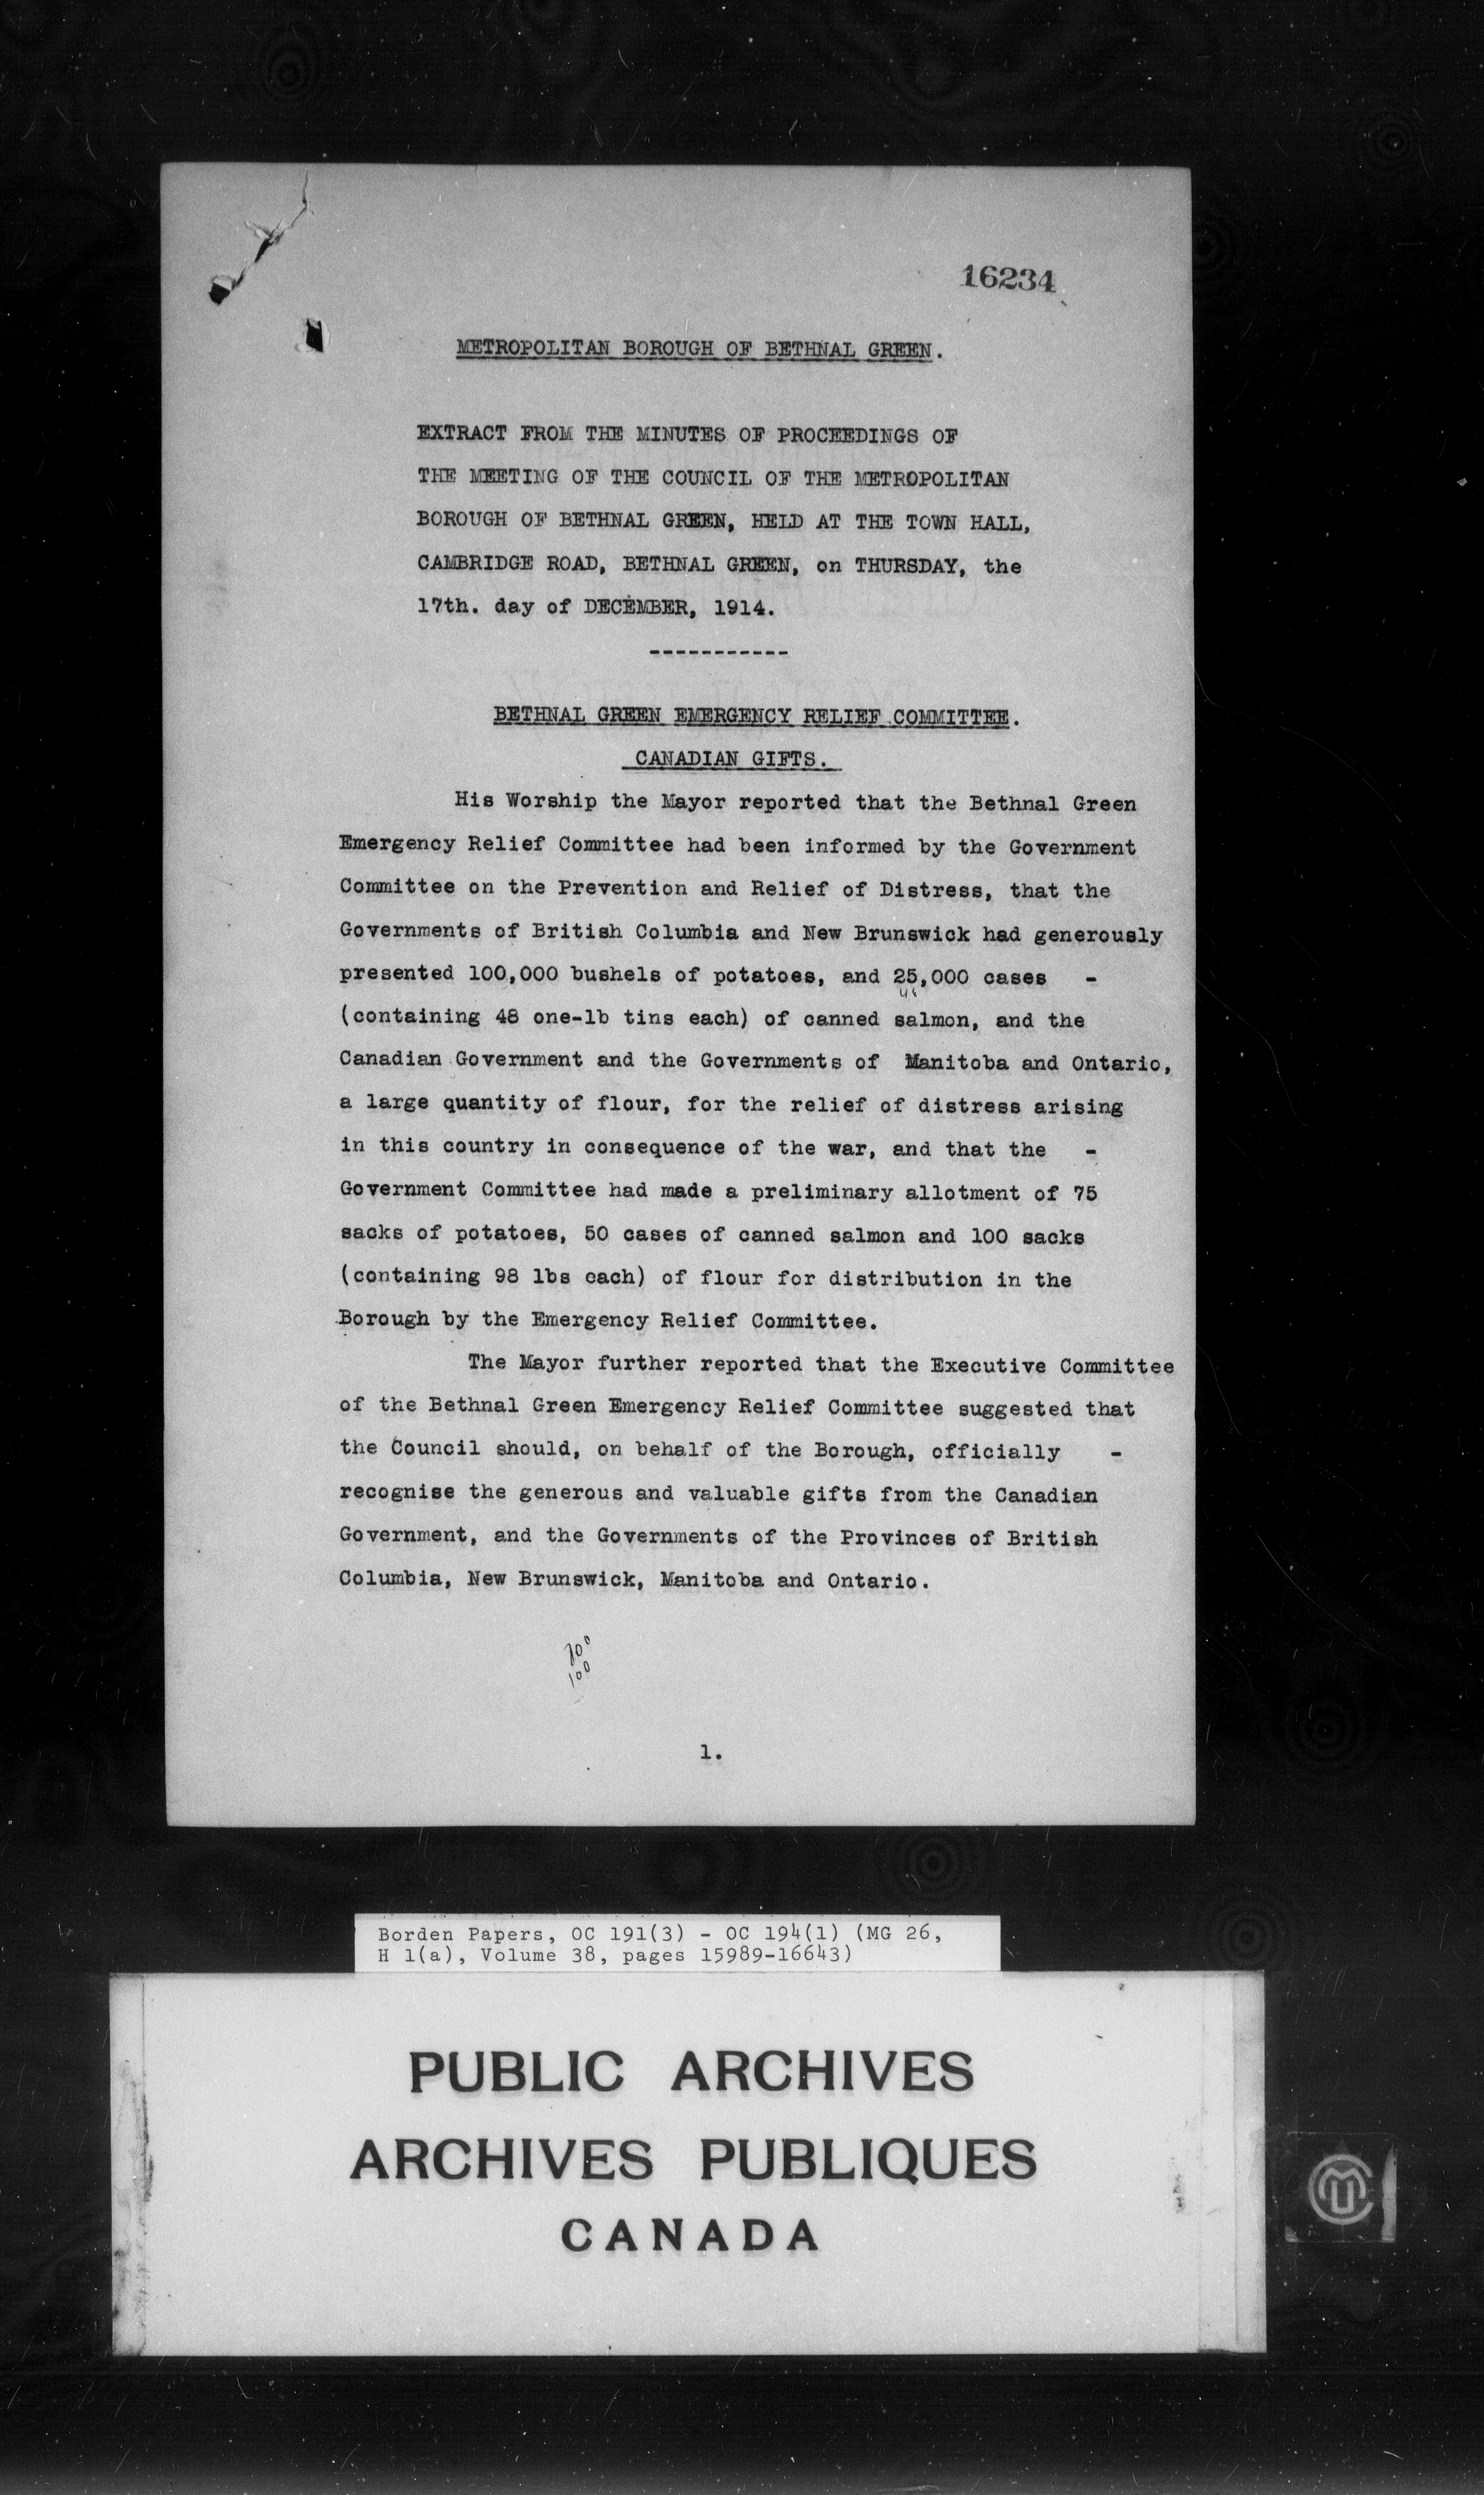 16234
METROPOLITAN BOROUGH OF BETHNAL GREEN.
EXTRACT FROM THE MINUTES OF PROCEEDINGS OF
THE MEETING OF THE COUNCIL OF THE METROPOLITAN
BOROUGH OF BETHNAL GREEN, HELD AT THE TOWN HALL,
CAMBRIDGE ROAD, BETHNAL GREEN, on THURSDAY, the
17th. day of DECEMBER, 1914.
-----------
BETHNAL GREEN EMERGENCY RELIEF COMMITTEE.
CANADIAN GIFTS.
His Worship the Mayor reported that the Bethnal Green
Emergency Relief Committee had been informed by the Government
Committee on the Prevention and Relief of Distress, that the
Governments of British Columbia and New Brunswick had generously
presented 100,000 bushels of potatoes, and 25,000 cases -
(containing 48 one-lb tins each) of canned salmon, and the
Canadian Government and the Governments of Manitoba and Ontario,
a large quantity of flour, for the relief of distress arising
in this country in consequence of the war, and that the -
Government Committee had made a preliminary allotment of 75
sacks of potatoes, 50 cases of canned salmon and 100 sacks
(containing 98 lbs each) of flour for distribution in the
Borough by the Emergency Relief Committee.
The Mayor further reported that the Executive Committee
of the Bethnal Green Emergency Relief Committee suggested that
the Council should, on behalf of the Borough, officially -
recognise the generous and valuable gifts from the Canadian
Government, and the Governments of the Provinces of British
Columbia, New Brunswick, Manitoba and Ontario.
100
1.
Borden Papers, OC 191(3) - OC 194(1) (MG 26,
H 1(a), Volume 38, pages 15989-16643)
PUBLIC ARCHIVES
ARCHIVES PUBLIQUES
CANADA